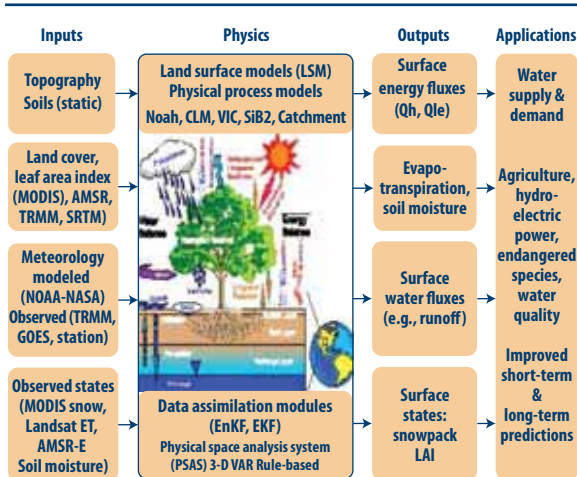 Inputs
Physics
Outputs
Applications
Topography
Soils (static)
Land cover,
leaf area index
(MODIS), AMSR,
TRMM, SRTM
Meteorology
modeled
(NOAA-NASA)
Observed (TRMM,
GOES, station)
Observed states
(MODIS snow,
Landsat ET,
AMSR-E
Soil moisture)
Land surface models (LSM)
Physical process models
Noah, CLM, VIC, SiB2, Catchment
Data assimilation modules
(EnKF, EKF)
Physical space analysis system
(PSAS) 3-D VAR Rule-based
Surface
energy fluxes
(Qh, Qle)
Evapo-
transpiration,
soil moisture
Surface
water fluxes
(e.g., runoff)
Surface
states:
snowpack
LAI
Water
supply &
demand
Agriculture,
hydro-
electric
power,
endangered
species,
water
quality
Improved
short-term
&
long-term
predictions